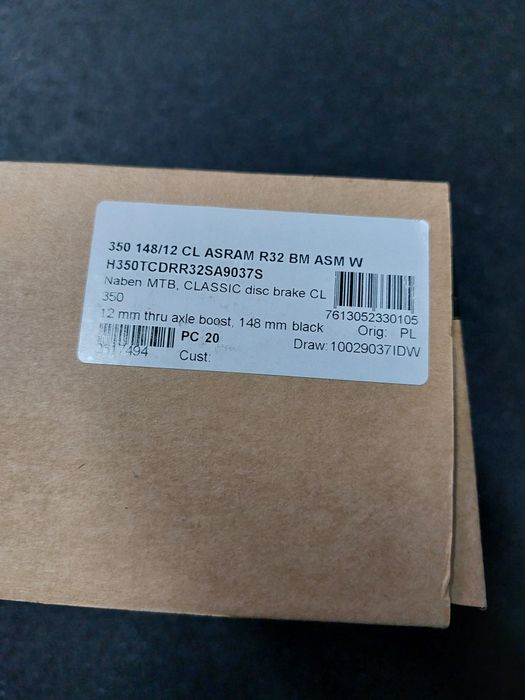 350 148/12 CL ASRAM R32 BM ASM W
H350TCDRR32SA9037S
Naben MTB, CLASSIC disc brake CL
350
7613052330105
12 mm thru axle boost, 148 mm black
Orig: PL
PC 20
Draw: 10029037IDW
Cust: